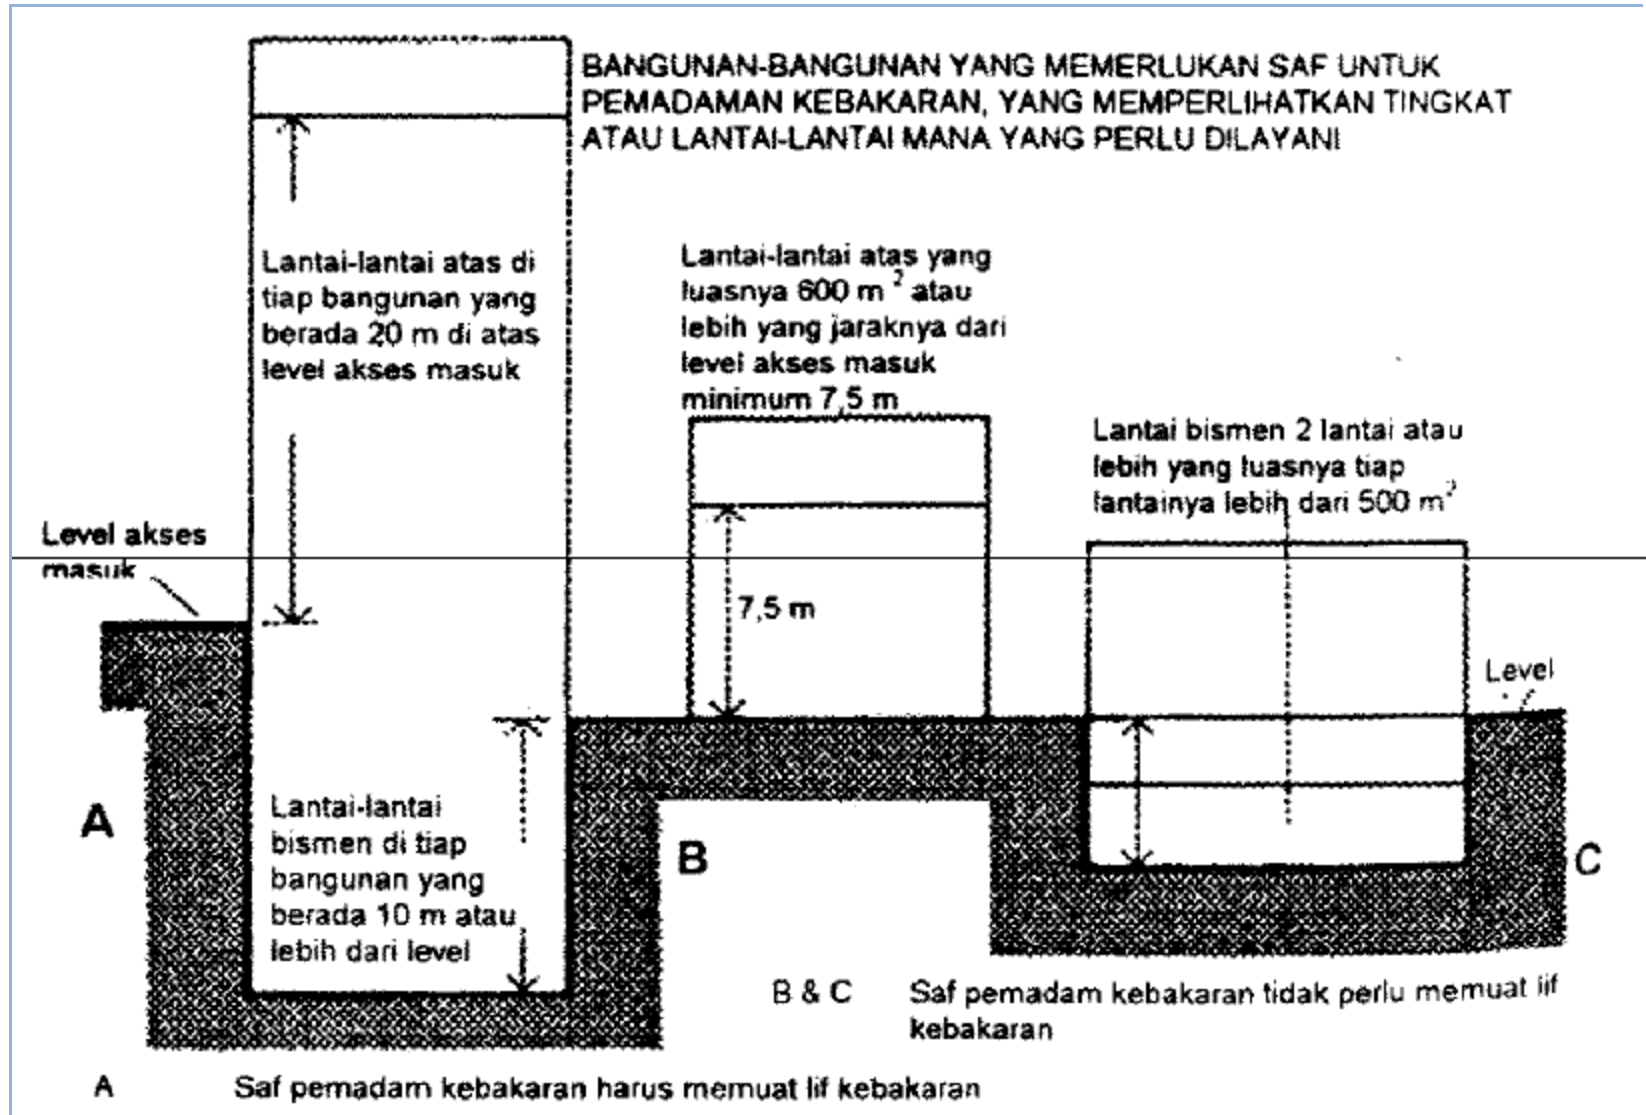 BANGUNAN-BANGUNAN YANG MEMERLUKAN SAF UNTUK
PEMADAMAN KEBAKARAN, YANG MEMPERLIHATKAN TINGKAT
ATAU LANTAI-LANTAI MANA YANG PERLU DILAYANI
Lantai-lantai atas di
tiap bangunan yang
berada 20 m di atas
level akses masuk
Lantai-lantai atas yang
luasnya 600 m² atau
lebih yang jaraknya dari
level akses masuk
minimum 7,5 m
Lantai bismen 2 lantai atau
lebih yang luasnya tiap
lantainya lebih dari 500 m²
Level akses
masuk
7,5 m
Level
A
Lantai-lantai
bismen di tiap
bangunan yang
berada 10 m atau
lebih dari level
B
C
B & C Saf pemadam kebakaran tidak perlu memuat lif
kebakaran
A Saf pemadam kebakaran harus memuat lif kebakaran